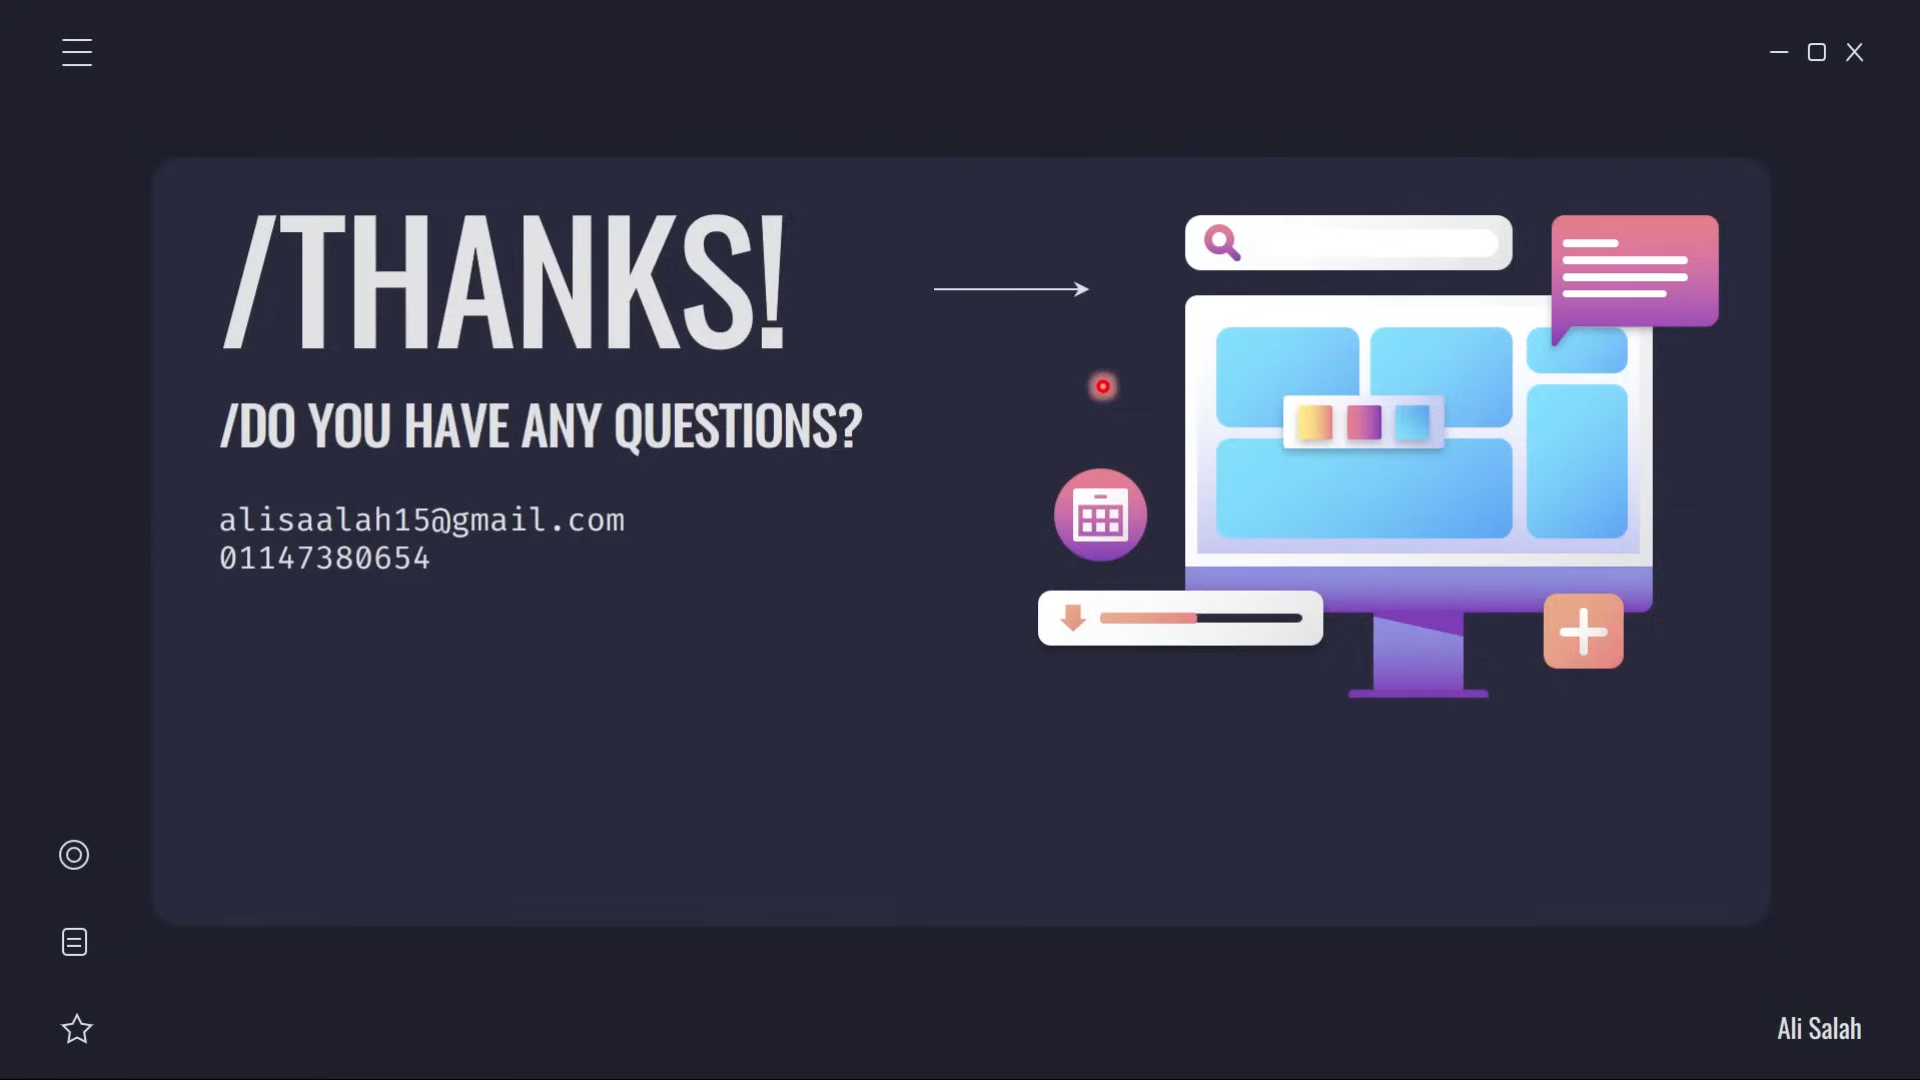 /THANKS!
/DO YOU HAVE ANY QUESTIONS?
alisaalah15@gmail.com
01147380654
Ali Salah